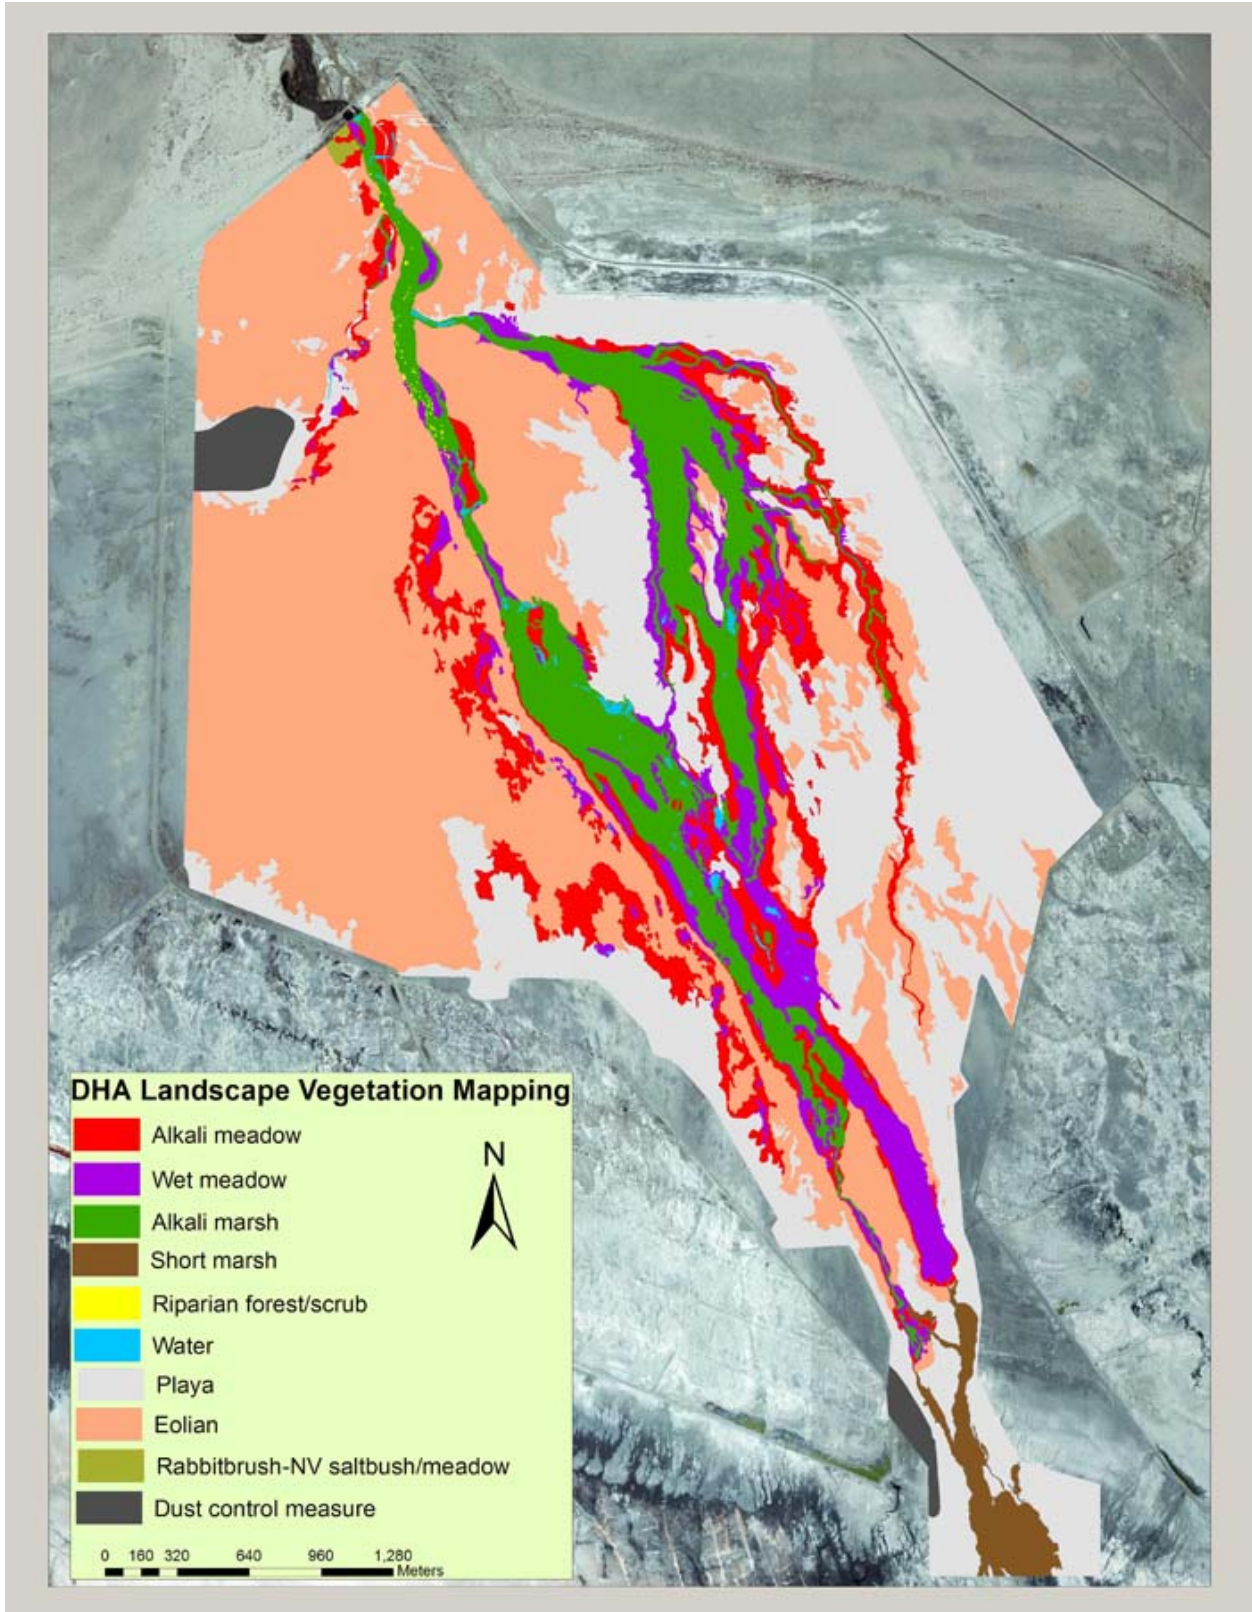 DHA Landscape Vegetation Mapping
Alkali meadow
Wet meadow
Alkali marsh
Short marsh
Riparian forest/scrub
Water
Playa
Eolian
Rabbitbrush-NV saltbush/meadow
Dust control measure
N
0 160 320 640 960 1,280
Meters